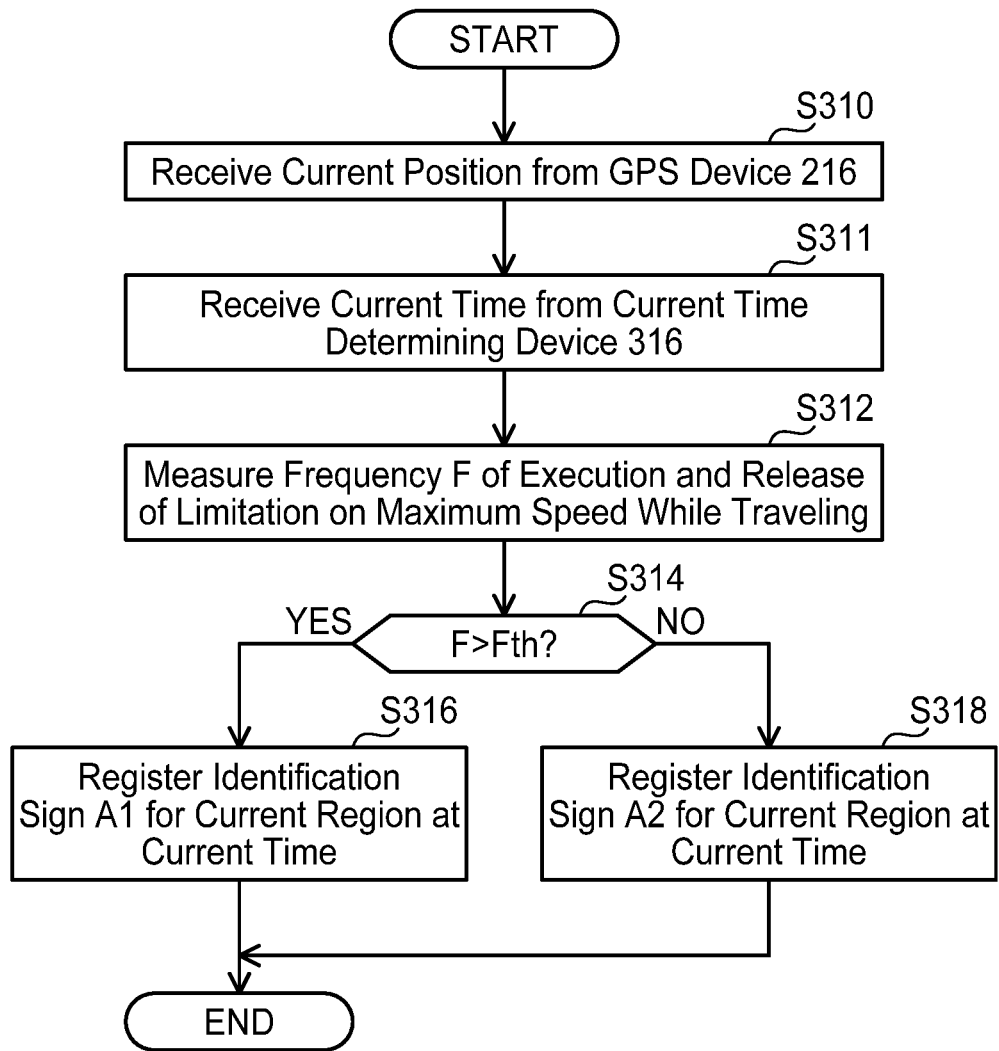 START
S310
Receive Current Position from GPS Device 216
S311
Receive Current Time from Current Time
Determining Device 316
S312
Measure Frequency F of Execution and Release
of Limitation on Maximum Speed While Traveling
S314
YES
F>Fth?
NO
S316
Register Identification
Sign A1 for Current Region at
Current Time
S318
Register Identification
Sign A2 for Current Region at
Current Time
END